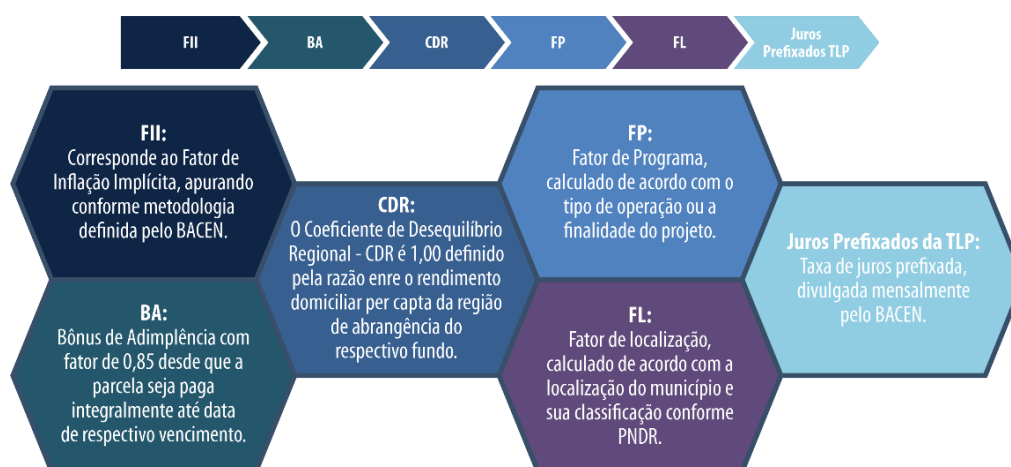 FII
BA
CDR
FP
FL
Juros
Prefixados TLP
FII:
Corresponde ao Fator de
Inflação Implícita, apurando
conforme metodologia
definida pelo BACEN.
BA:
Bônus de Adimplência com
fator de 0,85 desde que a
parcela seja paga
integralmente até data
de respectivo vencimento.
CDR:
O Coeficiente de Desequilíbrio
Regional - CDR é 1,00 definido
pela razão enre o rendimento
domiciliar per capta da região
de abrangência do
respectivo fundo.
FP:
Fator de Programa,
calculado de acordo com o
tipo de operação ou a
finalidade do projeto.
FL:
Fator de localização,
calculado de acordo com a
localização do município e
sua classificação conforme
PNDR.
Juros Prefixados da TLP:
Taxa de juros prefixada,
divulgada mensalmente
pelo BACEN.